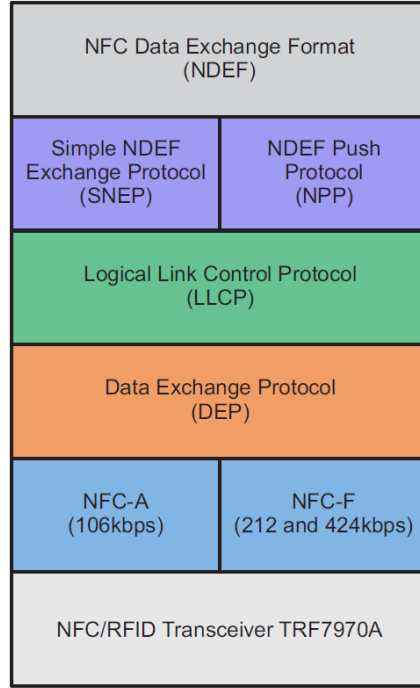 NFC Data Exchange Format
(NDEF)
Simple NDEF
Exchange Protocol
(SNEP)
NDEF Push
Protocol
(NPP)
Logical Link Control Protocol
(LLCP)
Data Exchange Protocol
(DEP)
NFC-A
(106kbps)
NFC-F
(212 and 424kbps)
NFC/RFID Transceiver TRF7970A